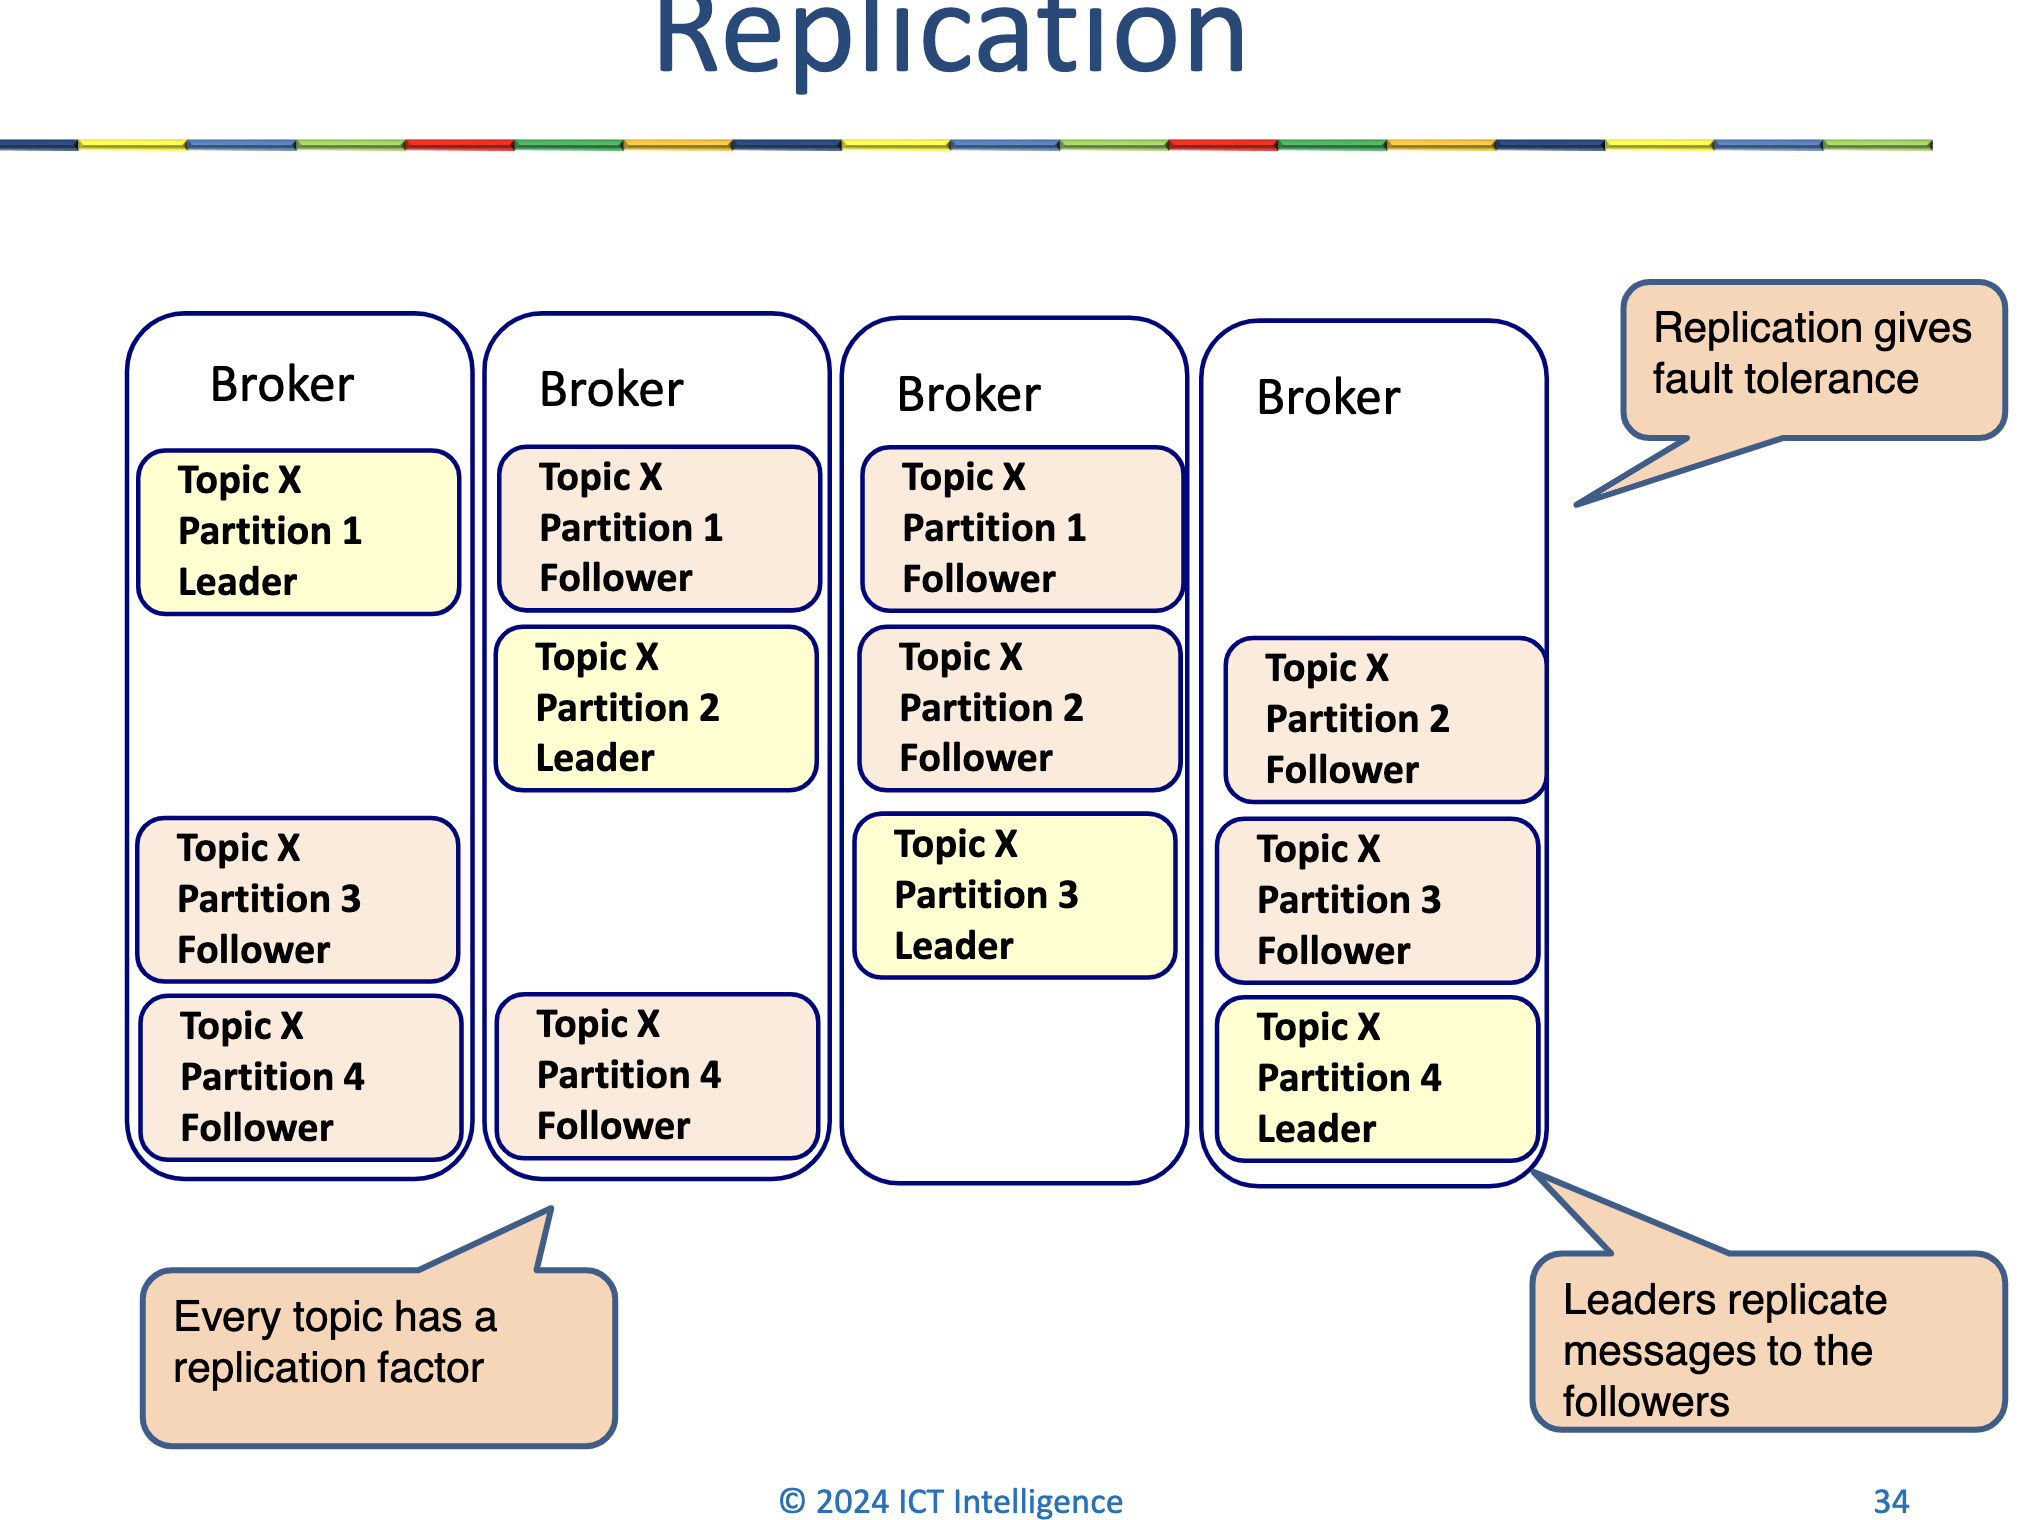 Replication
Broker
Topic X
Partition 1
Leader
Topic X
Partition 3
Follower
Topic X
Partition 4
Follower
Broker
Topic X
Partition 1
Follower
Topic X
Partition 2
Leader
Topic X
Partition 4
Follower
Broker
Topic X
Partition 1
Follower
Topic X
Partition 2
Follower
Topic X
Partition 3
Leader
Broker
Topic X
Partition 2
Follower
Topic X
Partition 3
Follower
Topic X
Partition 4
Leader
Replication gives
fault tolerance
Every topic has a
replication factor
Leaders replicate
messages to the
followers
© 2024 ICT Intelligence
34